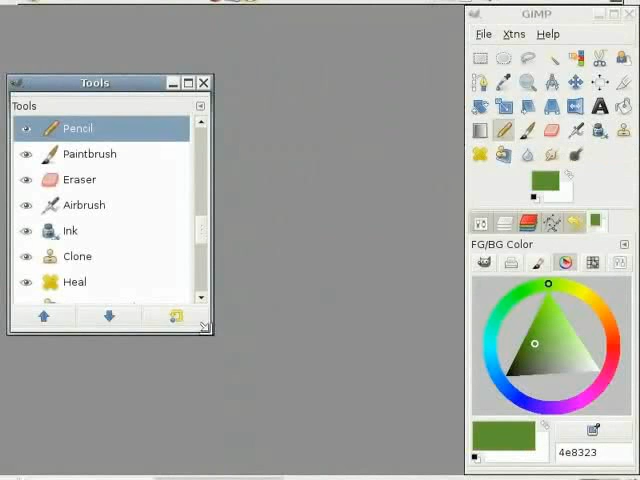 GIMP
File Xtns Help
Tools
Tools
Pencil
Paintbrush
Eraser
Airbrush
Ink
Clone
Heal
FG/BG Color
4e8323